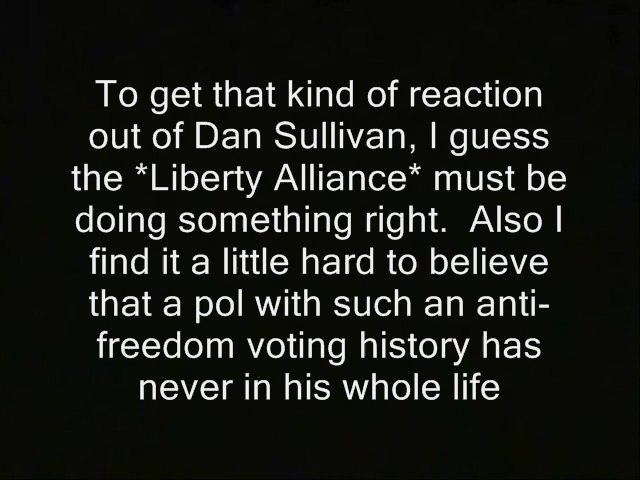 To get that kind of reaction
out of Dan Sullivan, I guess
the *Liberty Alliance* must be
doing something right.  Also I
find it a little hard to believe
that a pol with such an anti-
freedom voting history has
never in his whole life